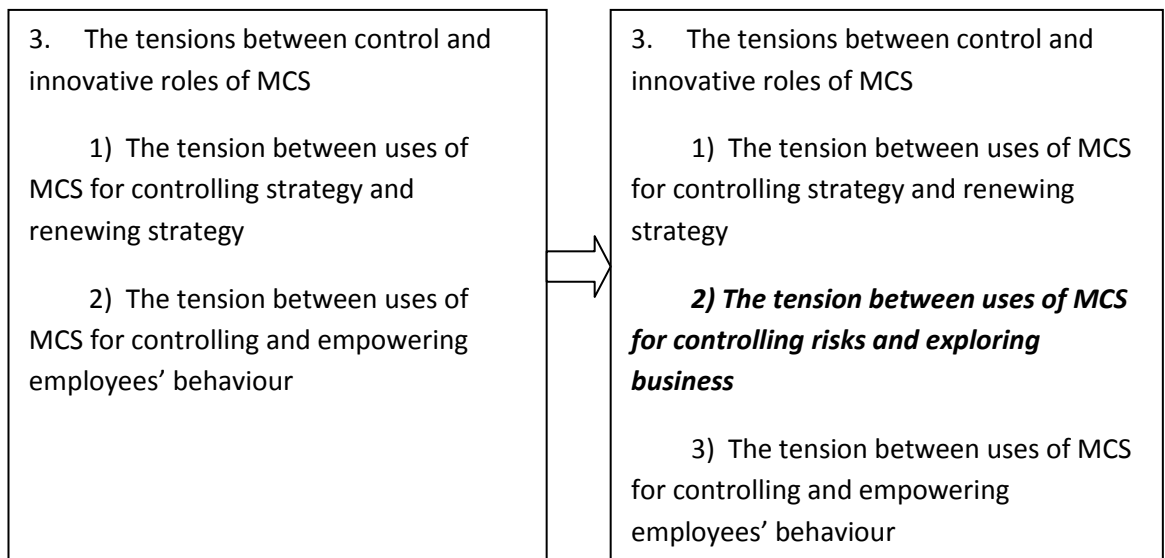 3. The tensions between control and
innovative roles of MCS
1) The tension between uses of
MCS for controlling strategy and
renewing strategy
2) The tension between uses of
MCS for controlling and empowering
employees’ behaviour
3. The tensions between control and
innovative roles of MCS
1) The tension between uses of MCS
for controlling strategy and renewing
strategy
2) The tension between uses of MCS
for controlling risks and exploring
business
3) The tension between uses of MCS
for controlling and empowering
employees’ behaviour